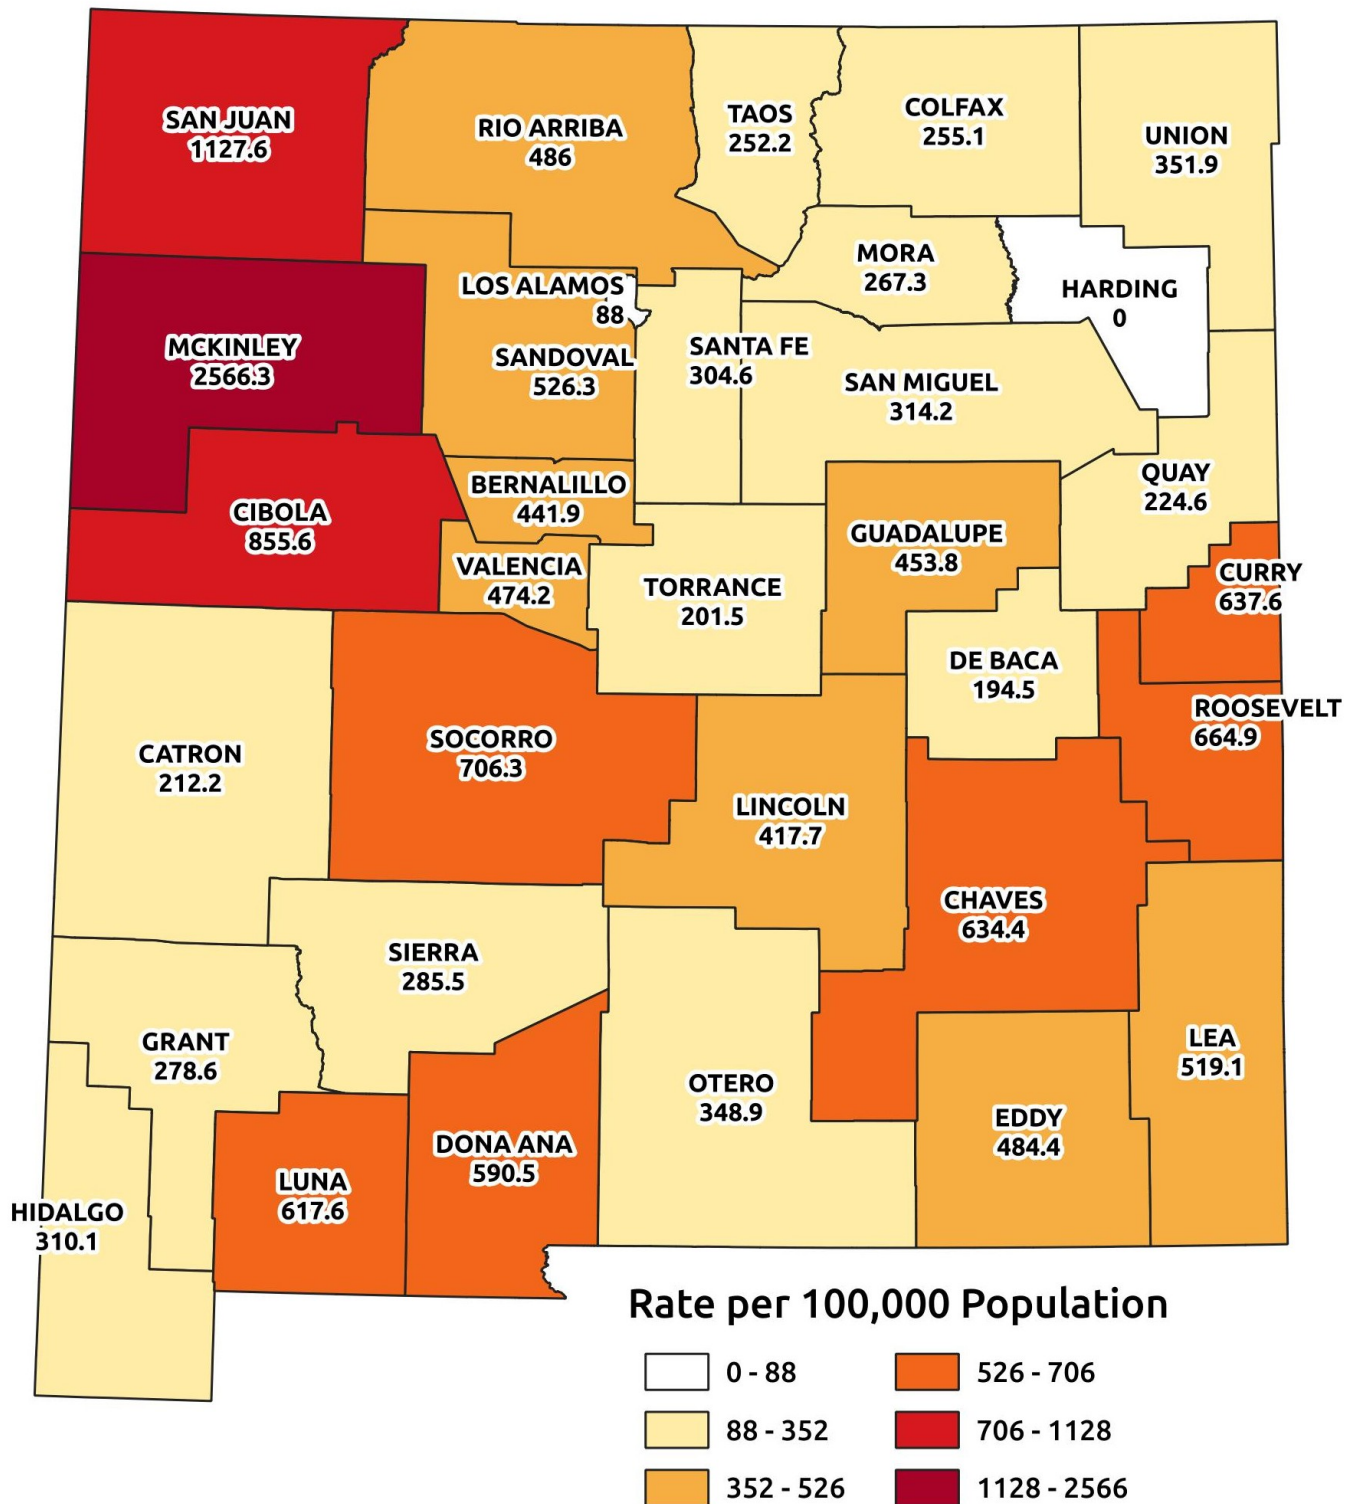 SAN JUAN
1127.6
RIO ARRIBA
486
TAOS
252.2
COLFAX
255.1
UNION
351.9
MORA
267.3
HARDING
0
LOS ALAMOS
88
MCKINLEY
2566.3
SANDOVAL
526.3
SANTA FE
304.6
SAN MIGUEL
314.2
QUAY
224.6
BERNALILLO
441.9
CIBOLA
855.6
GUADALUPE
453.8
VALENCIA
474.2
TORRANCE
201.5
CURRY
637.6
DE BACA
194.5
ROOSEVELT
664.9
CATRON
212.2
SOCORRO
706.3
LINCOLN
417.7
CHAVES
634.4
SIERRA
285.5
GRANT
278.6
LEA
519.1
OTERO
348.9
EDDY
484.4
DONA ANA
590.5
LUNA
617.6
HIDALGO
310.1
Rate per 100,000 Population
0 - 88
88 - 352
352 - 526
526 - 706
706 - 1128
1128 - 2566